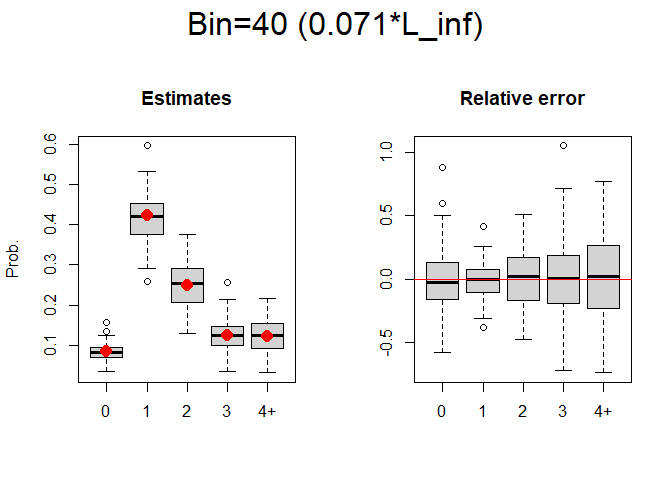 Bin=40 (0.071*L_inf)
Estimates
Prob.
0.6
0.5
0.4
0.3
0.2
0.1
0 1 2 3 4+
Relative error
1.0
0.5
0.0
-0.5
0 1 2 3 4+